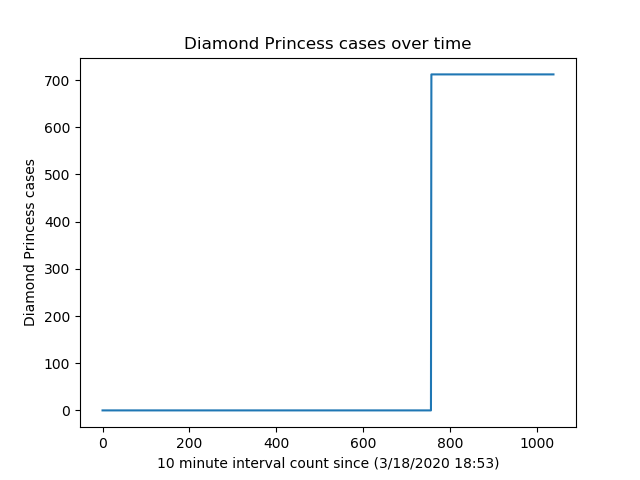 Diamond Princess cases over time
700
600
500
400
300
200
100
0
Diamond Princess cases
0 200 400 600 800 1000
10 minute interval count since (3/18/2020 18:53)